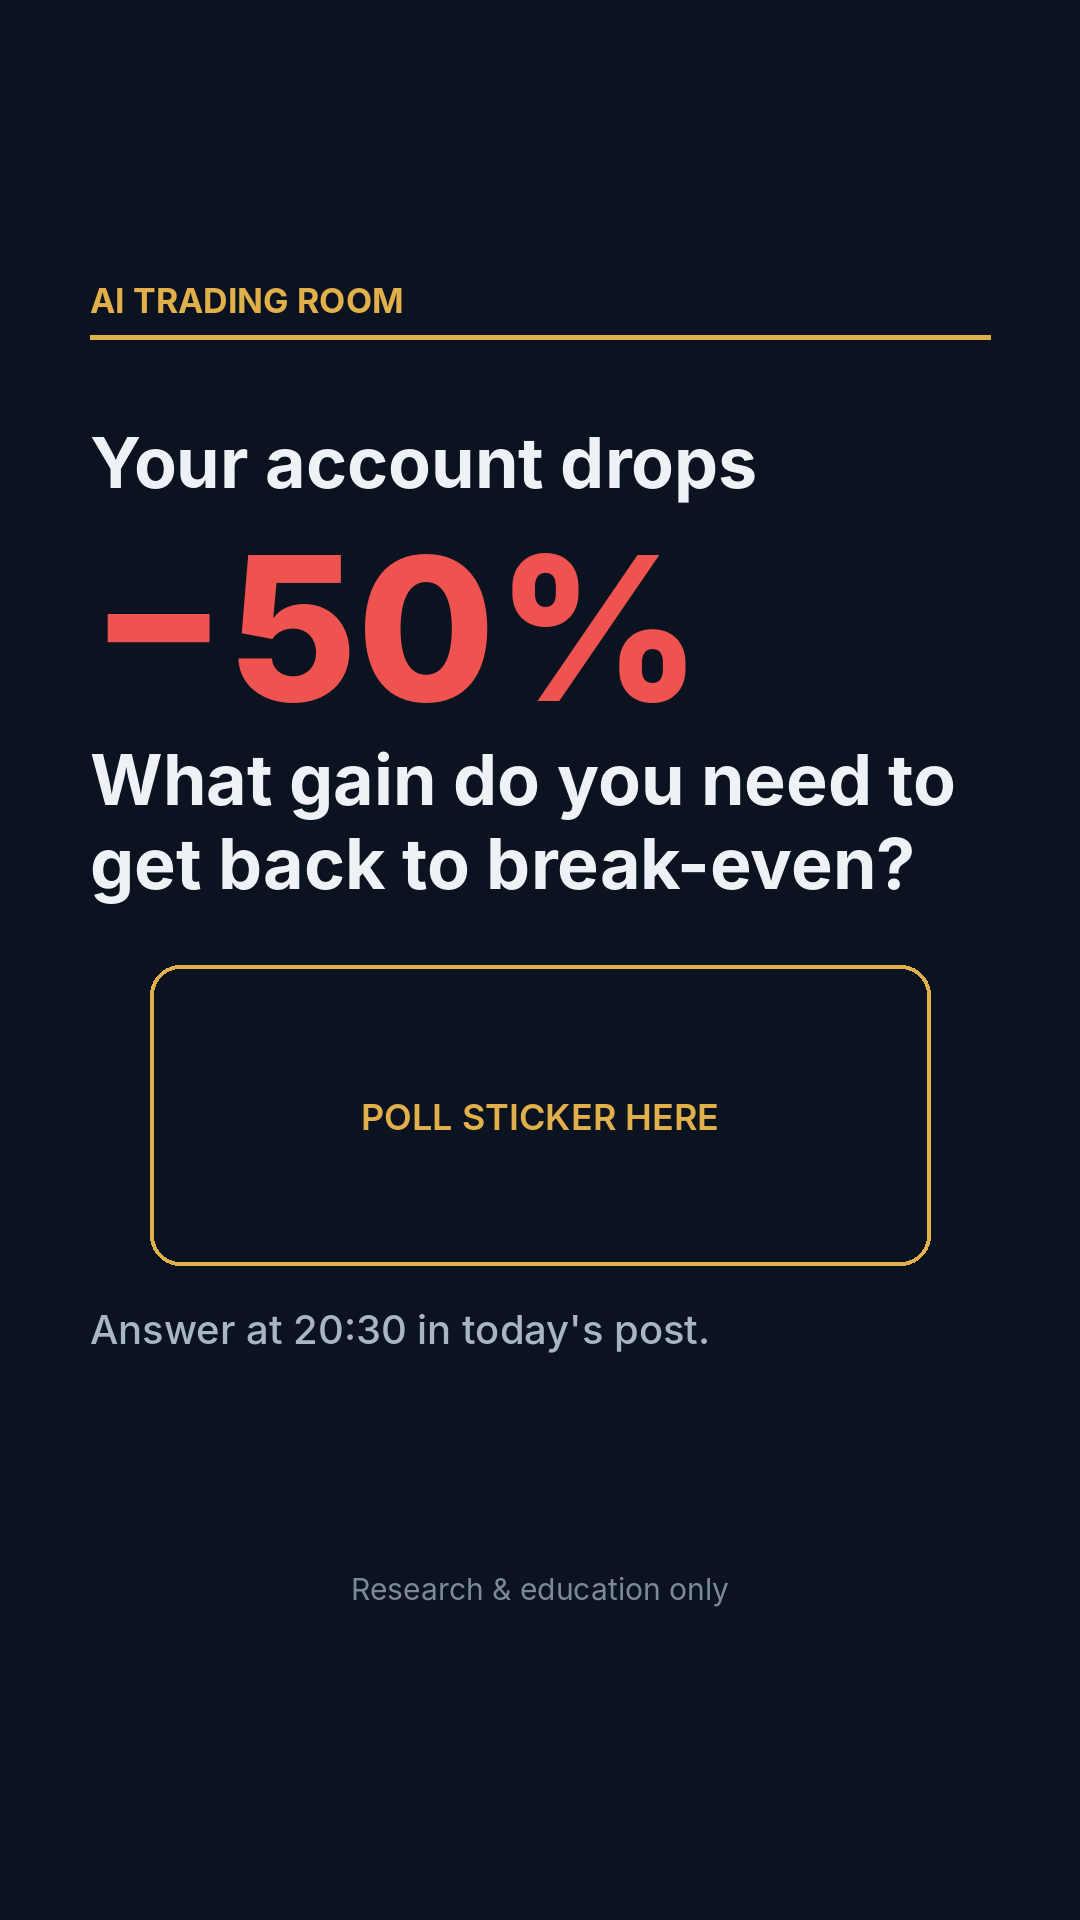 AI TRADING ROOM
Your account drops
−50%
What gain do you need to
get back to break-even?
POLL STICKER HERE
Answer at 20:30 in today's post.
Research & education only